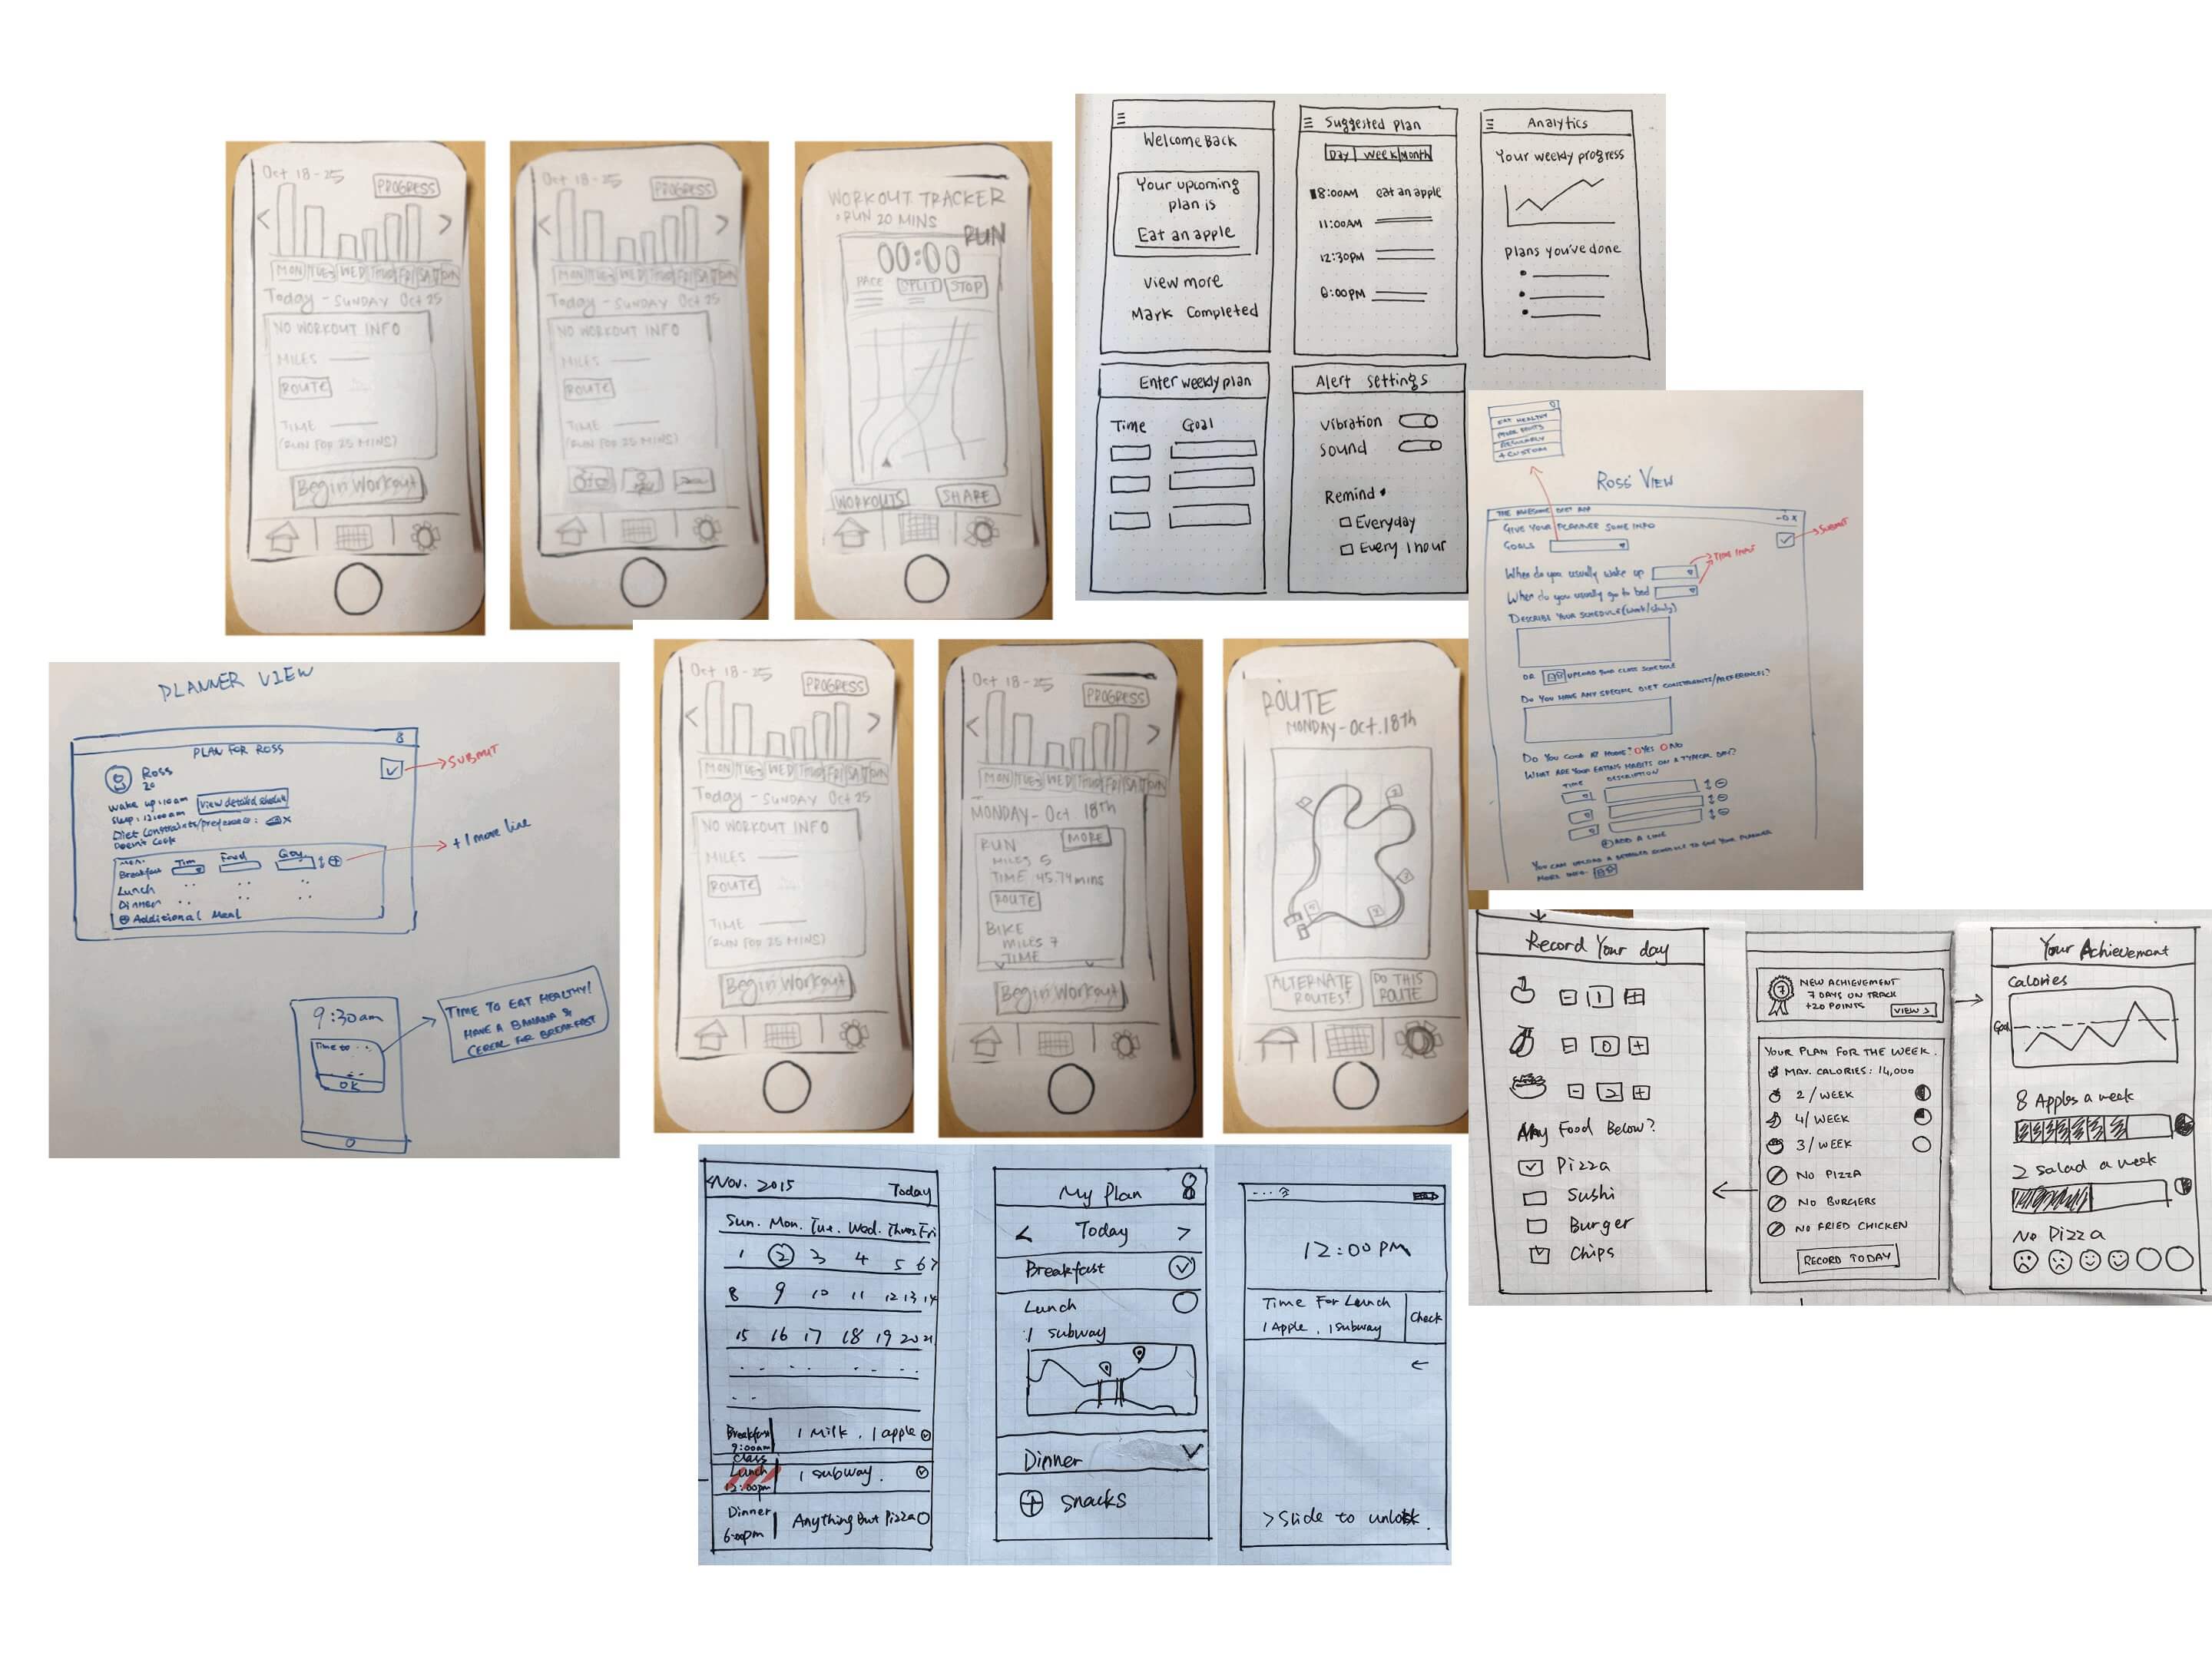 Oct 18-25
PROGRESS
< >
MON TUES WED THUR FRI SAT SUN
Today - SUNDAY Oct 25
NO WORKOUT INFO
MILES
ROUTE
TIME
(RUN FOR 25 MINS)
Begin Workout
Oct 18-25
PROGRESS
< >
MON TUES WED THUR FRI SAT SUN
Today - SUNDAY Oct 25
NO WORKOUT INFO
MILES
ROUTE
TIME
(RUN FOR 25 MINS)
WORKOUT TRACKER
RUN 20 MINS
RUN
00:00
PACE SPLIT STOP
WORKOUTS SHARE
Welcome Back
Your upcoming
plan is
Eat an apple
View more
Mark Completed
Suggested Plan
Day Week Month
8:00AM eat an apple
11:00AM
12:30PM
6:00PM
Analytics
Your weekly progress
Plans you've done
Enter weekly plan
Time Goal
Alert settings
Vibration
Sound
Remind
Everyday
Every 1 hour
EAT HEALTHY
MORE FRUITS
REGULARLY
+ CUSTOM
ROSS' VIEW
THE AWESOME DIET APP
GIVE YOUR PLANNER SOME INFO
GOALS
SUBMIT
When do you usually wake up
TIME INPUT
When do you usually go to bed
DESCRIBE YOUR SCHEDULE (work/study)
OR UPLOAD YOUR CLASS SCHEDULE
DO YOU HAVE ANY SPECIAL DIET CONSTRAINTS/PREFERENCES?
DO YOU COOK AT HOME? YES NO
WHAT ARE YOUR EATING HABITS ON A TYPICAL DAY?
TIME DESCRIPTION
ADD A LINE
YOU CAN UPLOAD A DETAILED SCHEDULE TO GIVE YOUR PLANNER
MORE INFO.
PLANNER VIEW
PLAN FOR ROSS
Ross
20
SUBMIT
wake up: 10am View detailed schedule
Sleep: 12:00am
Diet Constraints/preference:
Doesn't cook
+1 more line
Breakfast
Lunch
Dinner
Additional Meal
9:30am
Time to
OK
TIME TO EAT HEALTHY!
HAVE A BANANA &
CEREAL FOR BREAKFAST
Oct 18-25
PROGRESS
< >
MON TUES WED THUR FRI SAT SUN
Today - SUNDAY Oct 25
NO WORKOUT INFO
MILES
ROUTE
TIME
(RUN FOR 25 MINS)
Begin Workout
Oct 18-25
PROGRESS
< >
MON TUES WED THUR FRI SAT SUN
MONDAY - Oct 18th
RUN MORE
MILES 5
TIME 45.74 mins
ROUTE
BIKE
MILES 7
TIME
Begin Workout
ROUTE
MONDAY - Oct. 18th
ALTERNATE
ROUTES!
DO THIS
ROUTE
Record Your day
- 1 +
- 0 +
- 2 +
Any Food Below?
Pizza
Sushi
Burger
Chips
7
NEW ACHIEVEMENT
7 DAYS ON TRACK
+20 POINTS
VIEW >
YOUR PLAN FOR THE WEEK.
MAX. CALORIES: 14,000
2/WEEK
4/WEEK
3/WEEK
NO PIZZA
NO BURGERS
NO FRIED CHICKEN
RECORD TODAY
Your Achievement
Calories
Goal
8 Apples a week
2 Salad a week
No Pizza
Nov. 2015 Today
Sun. Mon. Tue. Wed. Thurs Fri
1 2 3 4 5 6 7
8 9 10 11 12 13 14
15 16 17 18 19 20 21
Breakfast
9:00am
1 Milk, 1 apple
Class
Lunch
12:00pm
1 subway.
Dinner
6:00pm
Anything But Pizza
My Plan
< Today >
Breakfast
Lunch
1 subway
Dinner
snacks
12:00 PM
Time For Lunch
1 Apple, 1 subway
Check
> Slide to unlock.